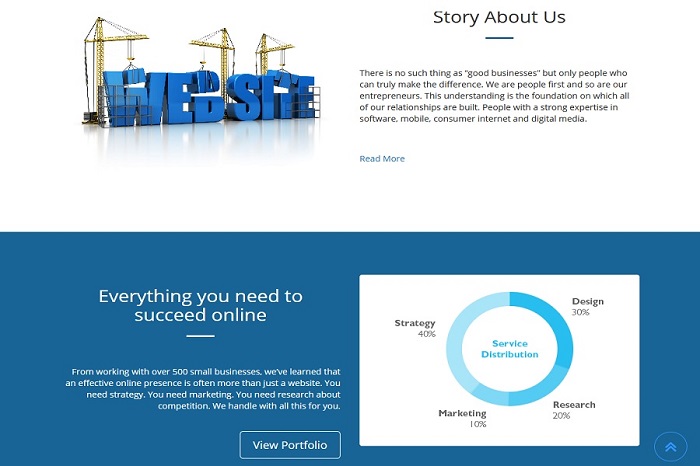 WEB SITE
Story About Us
There is no such thing as “good businesses” but only people who
can truly make the difference. We are people first and so are our
entrepreneurs. This understanding is the foundation on which all
of our relationships are built. People with a strong expertise in
software, mobile, consumer internet and digital media.
Read More
Everything you need to
succeed online
From working with over 500 small businesses, we’ve learned that
an effective online presence is often more than just a website. You
need strategy. You need marketing. You need research about
competition. We handle with all this for you.
View Portfolio
Design
30%
Strategy
40%
Service
Distribution
Research
20%
Marketing
10%